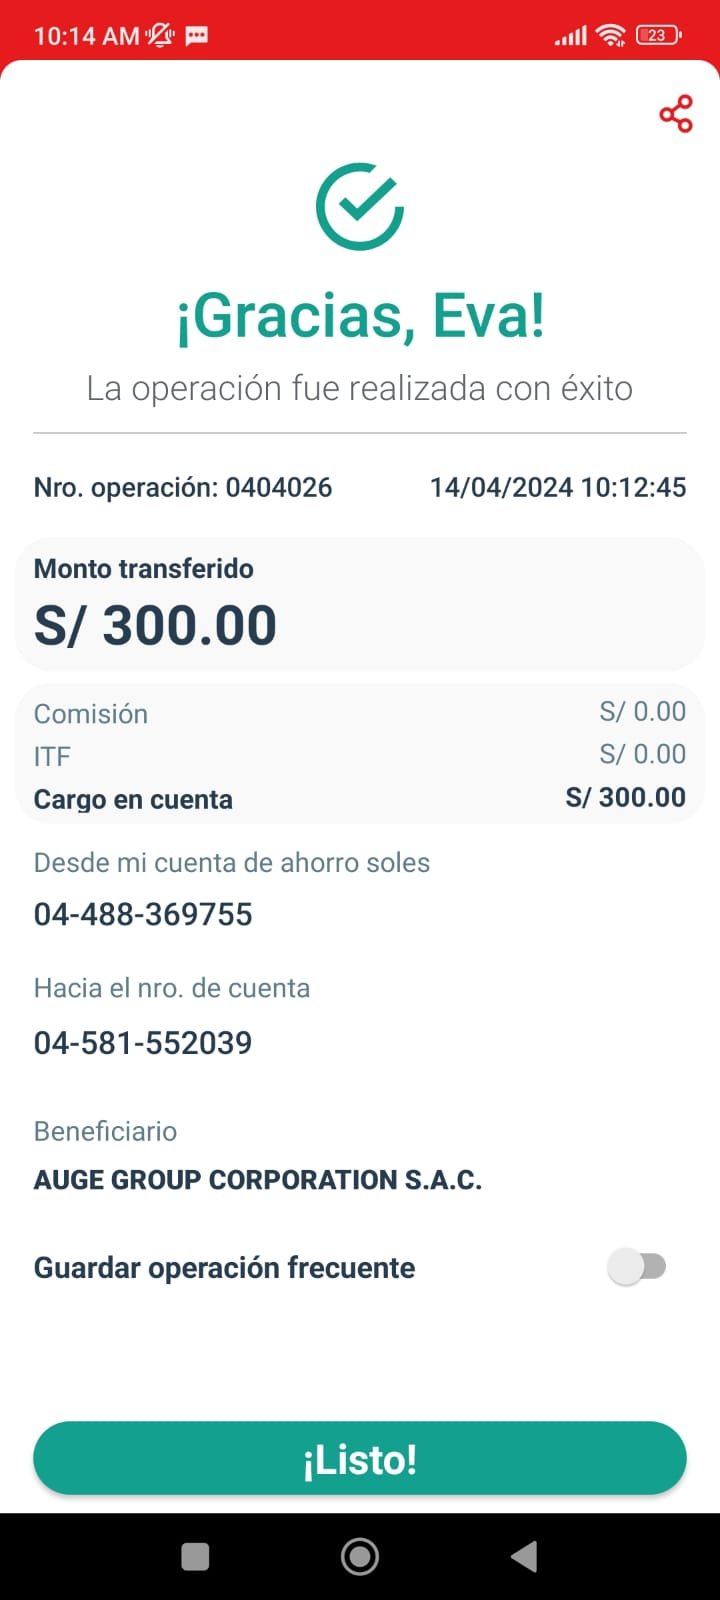 10:14 AM
23
¡Gracias, Eva!
La operación fue realizada con éxito
Nro. operación: 0404026 14/04/2024 10:12:45
Monto transferido
S/ 300.00
Comisión S/ 0.00
ITF S/ 0.00
Cargo en cuenta S/ 300.00
Desde mi cuenta de ahorro soles
04-488-369755
Hacia el nro. de cuenta
04-581-552039
Beneficiario
AUGE GROUP CORPORATION S.A.C.
Guardar operación frecuente
¡Listo!